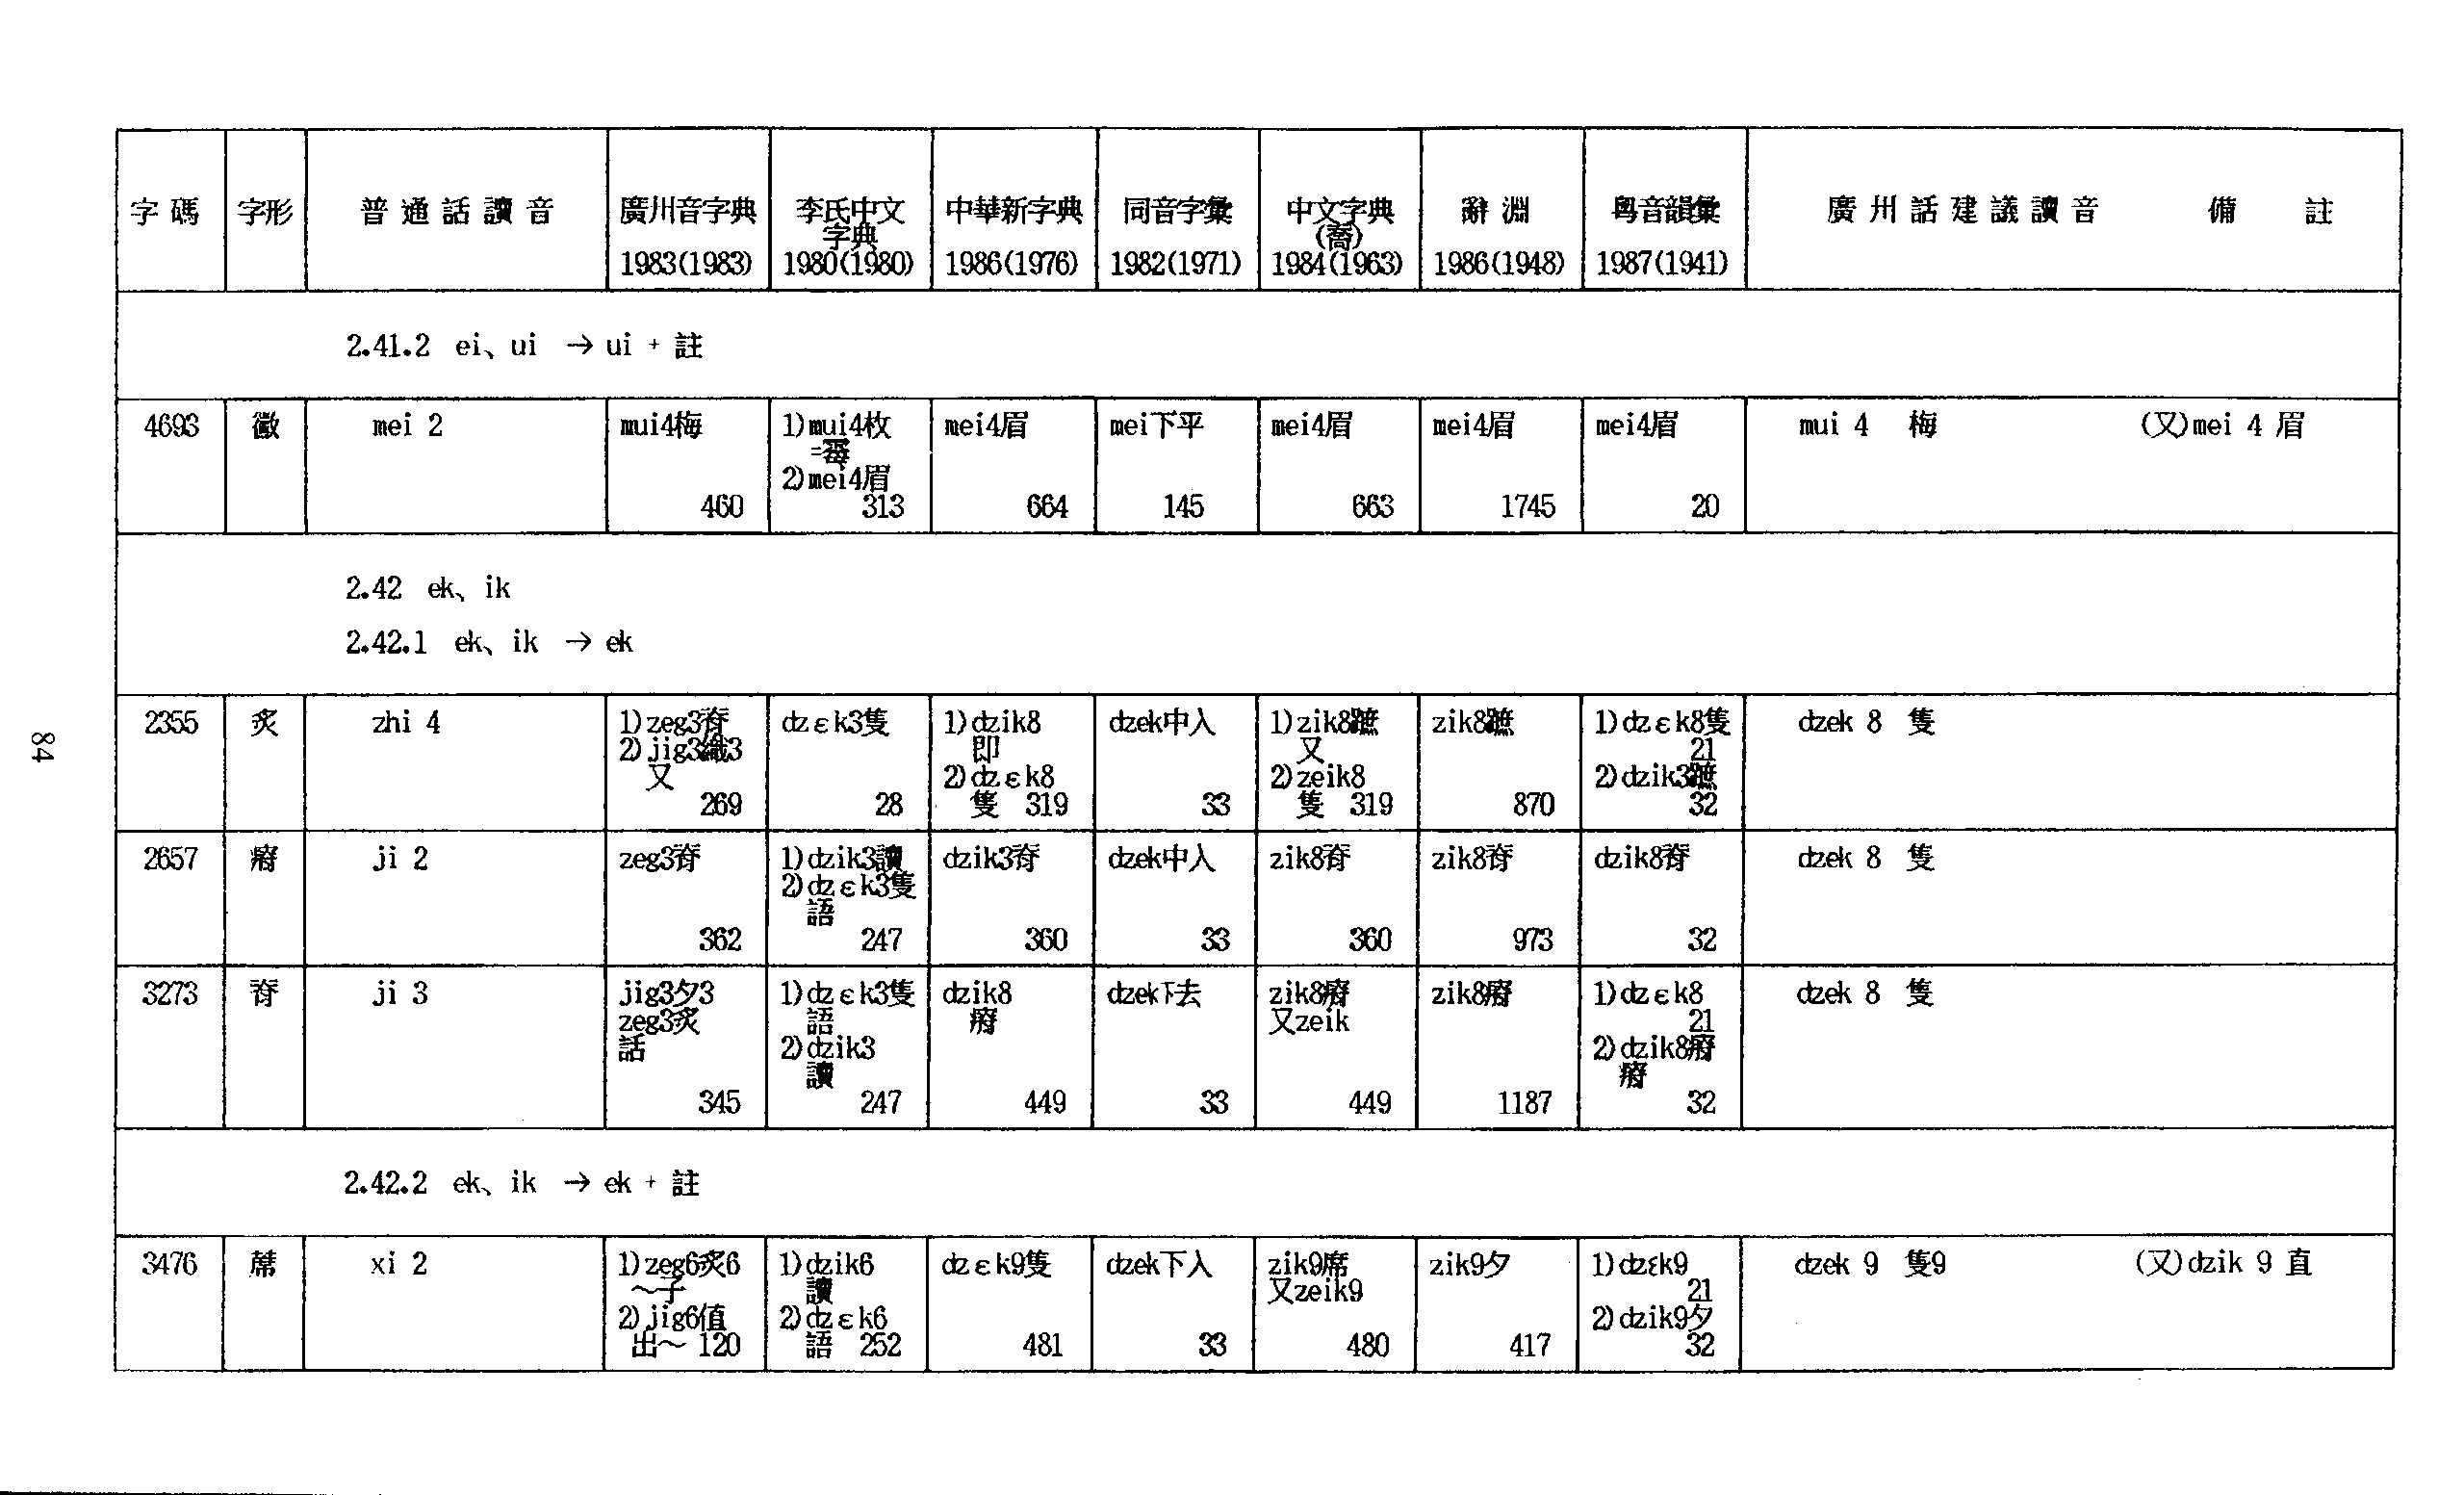 字碼 字形 普通話讀音 廣州音字典 李氏中文 中華新字典 同音字彙 中文字典 辭淵 粵音韻彙 廣州話建議讀音 備註
字典 (喬)
1983(1983) 1980(1980) 1986(1976) 1982(1971) 1984(1963) 1986(1948) 1987(1941)
2.41.2 ei、ui → ui + 註
4693 黴 mei 2 mui4梅 1)mui4枚 mei4眉 mei下平 mei4眉 mei4眉 mei4眉 mui 4 梅 (又)mei 4 眉
2)mei4眉
460 313 664 145 663 1745 20
2.42 ek、ik
2.42.1 ek、ik → ek
2355 炙 zhi 4 1)zeg3脊 dzεk3隻 1)dzik8 dzek中入 1)zik8蹠 zik8蹠 1)dzεk8隻 dzek 8 隻
2)jig3織3 即 又 21
又 2)dzεk8 2)zeik8 2)dzik3蹠
269 28 隻 319 33 隻 319 870 32
2657 瘠 ji 2 zeg3脊 1)dzik3讀 dzik3脊 dzek中入 zik8脊 zik8脊 dzik8脊 dzek 8 隻
2)dzεk3隻
語
362 247 360 33 360 973 32
3273 脊 ji 3 jig3夕3 1)dzεk3隻 dzik8 dzek下去 zik8瘠 zik8瘠 1)dzεk8 dzek 8 隻
zeg3炙 語 瘠 又zeik 21
話 2)dzik3 2)dzik8瘠
讀 瘠
345 247 449 33 449 1187 32
2.42.2 ek、ik → ek + 註
3476 蓆 xi 2 1)zeg6炙6 1)dzik6 dzεk9隻 dzek下入 zik9席 zik9夕 1)dzεk9 dzek 9 隻9 (又)dzik 9 直
～子 讀 又zeik9 21
2)jig6值 2)dzεk6 2)dzik9夕
出～ 120 語 252 481 33 480 417 32
84